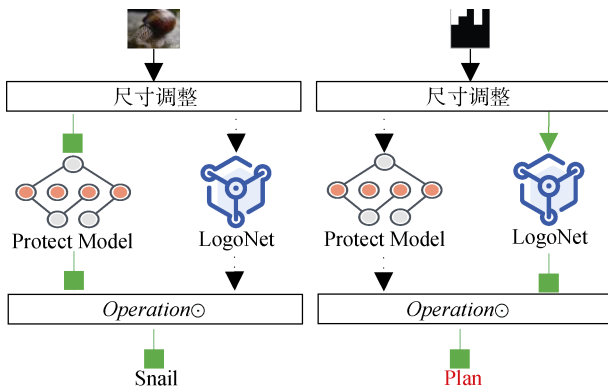 尺寸调整
尺寸调整
Protect Model
LogoNet
Protect Model
LogoNet
Operation⊙
Operation⊙
Snail
Plan